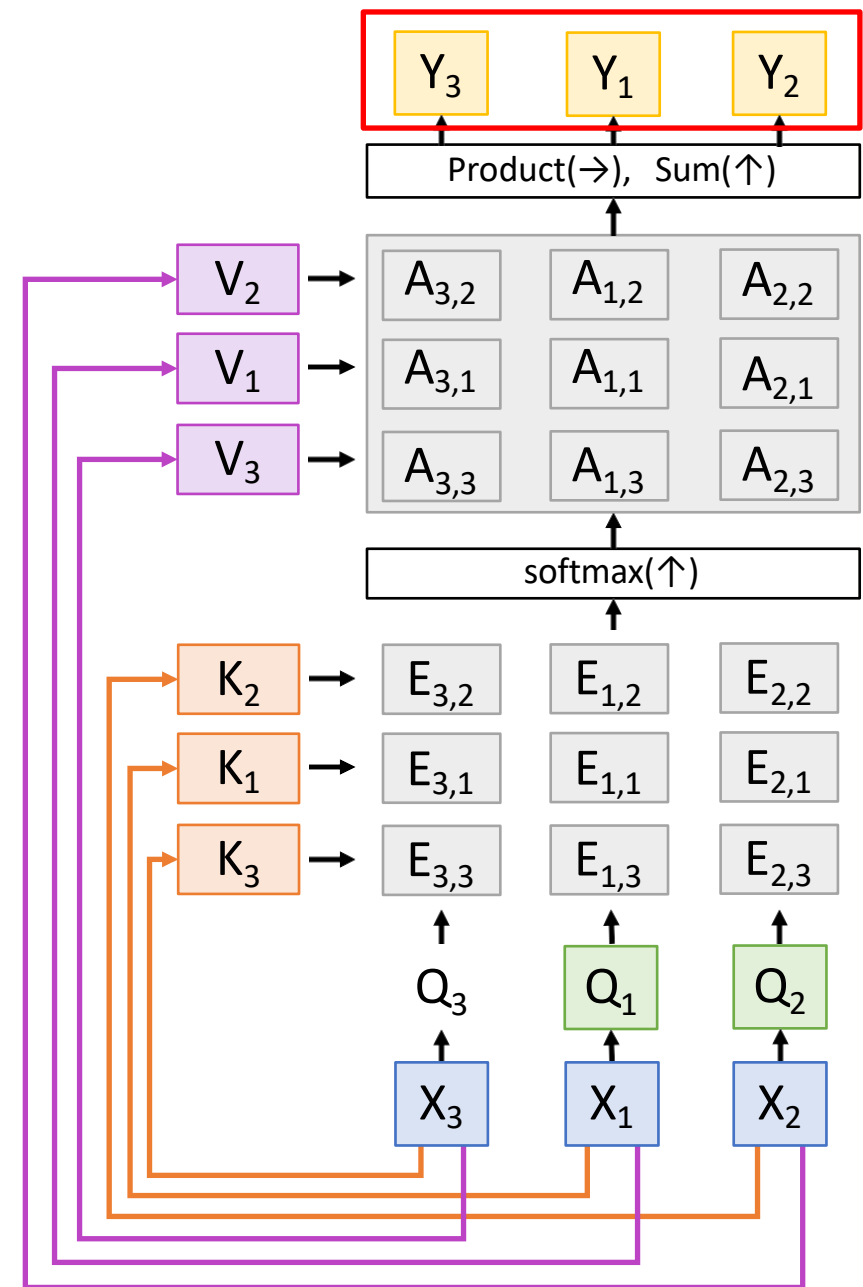 Y₃ Y₁ Y₂
Product(→), Sum(↑)
V₂ A₃,₂ A₁,₂ A₂,₂
V₁ A₃,₁ A₁,₁ A₂,₁
V₃ A₃,₃ A₁,₃ A₂,₃
softmax(↑)
K₂ E₃,₂ E₁,₂ E₂,₂
K₁ E₃,₁ E₁,₁ E₂,₁
K₃ E₃,₃ E₁,₃ E₂,₃
Q₃ Q₁ Q₂
X₃ X₁ X₂